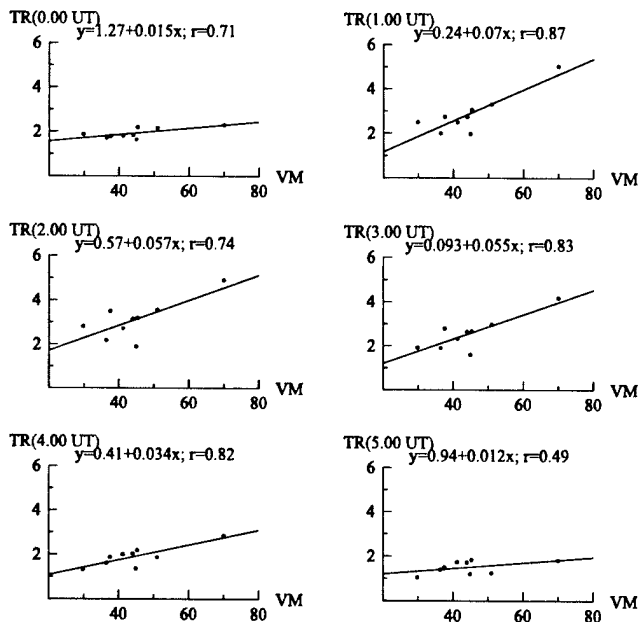 TR(0.00 UT)
y=1.27+0.015x; r=0.71
6
4
2
40 60 80 VM
TR(1.00 UT)
y=0.24+0.07x; r=0.87
6
4
2
40 60 80 VM
TR(2.00 UT)
y=0.57+0.057x; r=0.74
6
4
2
40 60 80 VM
TR(3.00 UT)
y=0.093+0.055x; r=0.83
6
4
2
40 60 80 VM
TR(4.00 UT)
y=0.41+0.034x; r=0.82
6
4
2
40 60 80 VM
TR(5.00 UT)
y=0.94+0.012x; r=0.49
6
4
2
40 60 80 VM